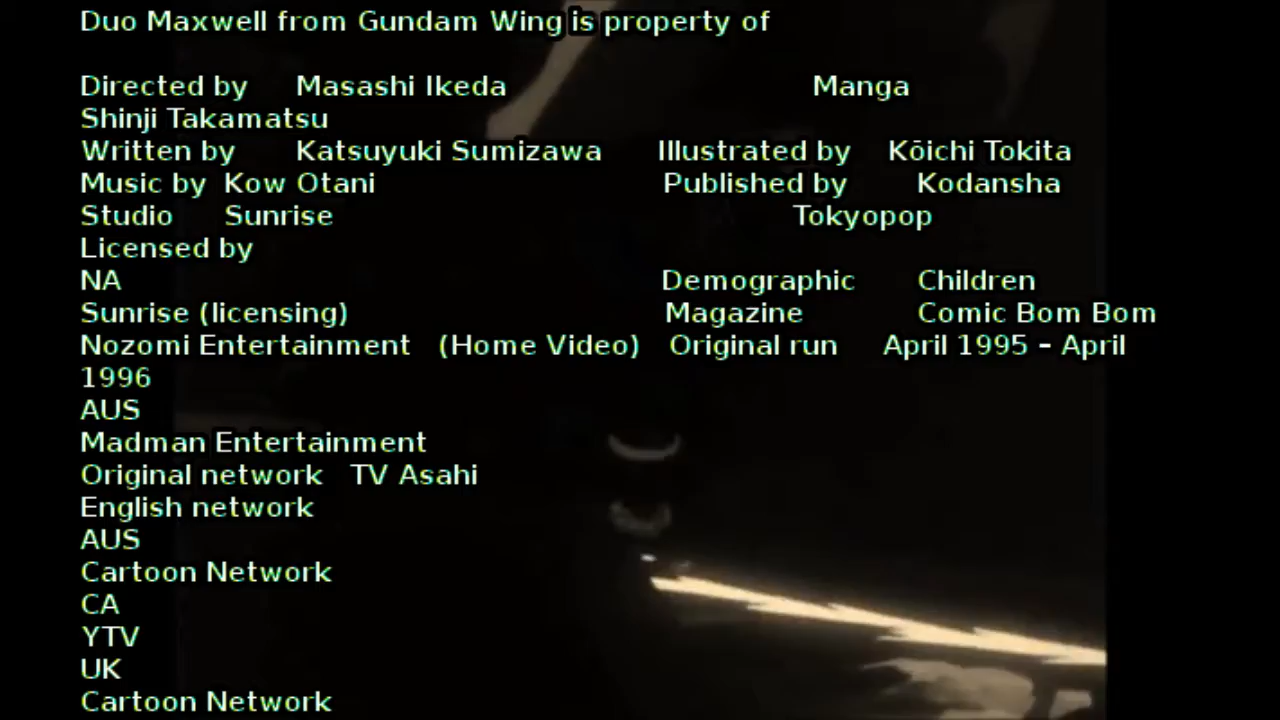 Duo Maxwell from Gundam Wing is property of
Directed by Masashi Ikeda Manga
Shinji Takamatsu
Written by Katsuyuki Sumizawa Illustrated by Kōichi Tokita
Music by Kow Otani Published by Kodansha
Studio Sunrise Tokyopop
Licensed by
NA Demographic Children
Sunrise (licensing) Magazine Comic Bom Bom
Nozomi Entertainment (Home Video) Original run April 1995 – April
1996
AUS
Madman Entertainment
Original network TV Asahi
English network
AUS
Cartoon Network
CA
YTV
UK
Cartoon Network